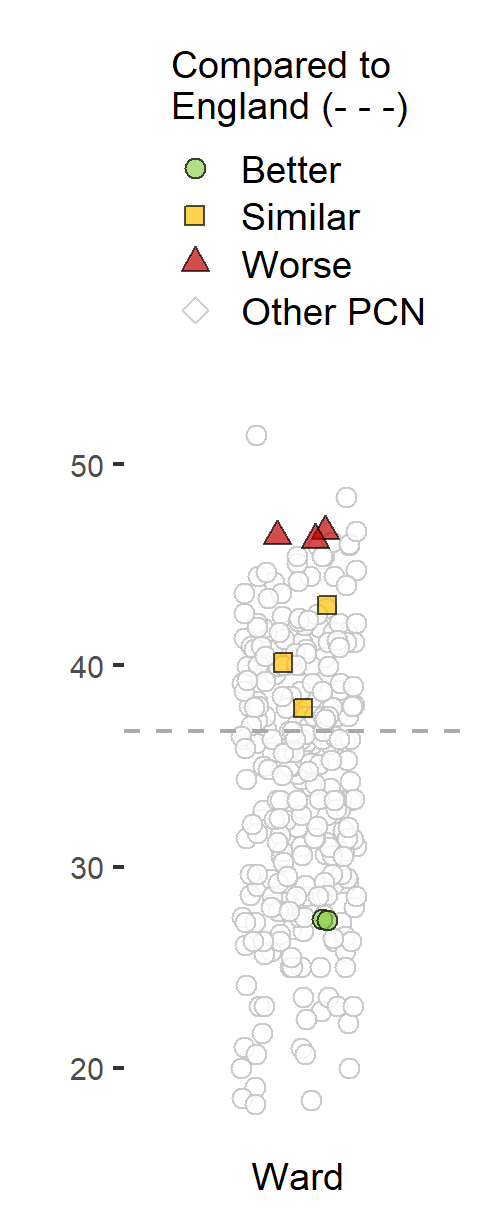 Compared to
England (- - -)
Better
Similar
Worse
Other PCN
50
40
30
20
Ward